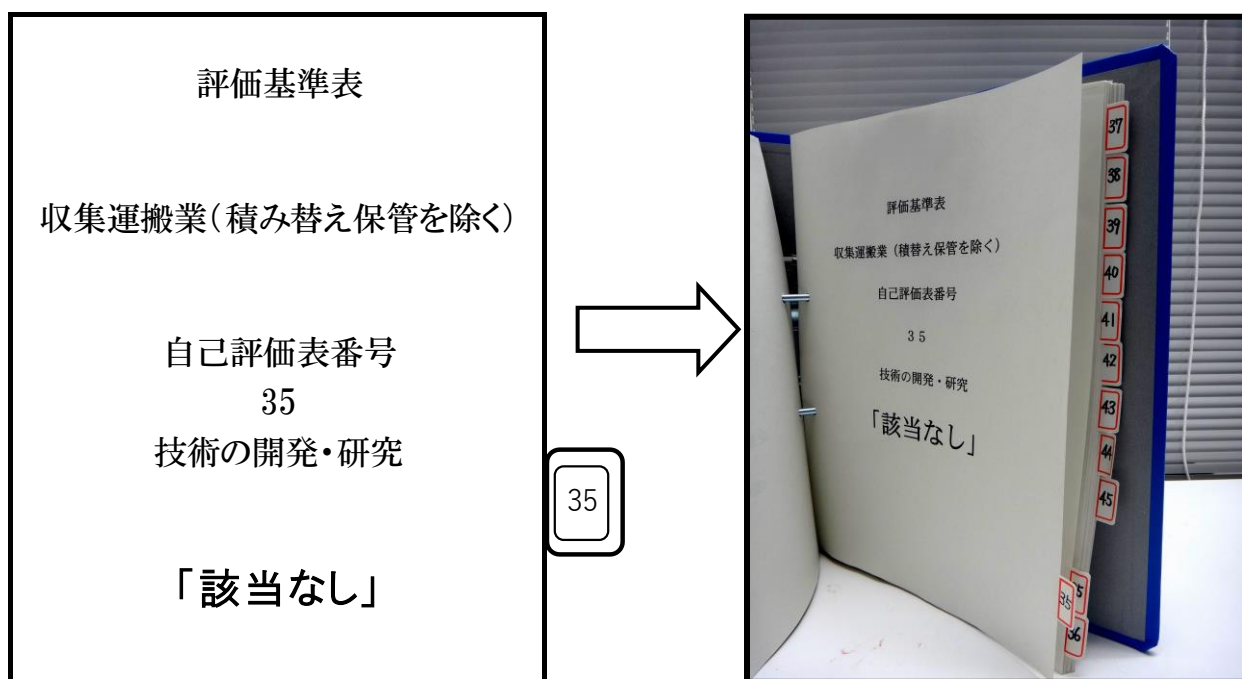 評価基準表
収集運搬業（積み替え保管を除く）
自己評価表番号
35
技術の開発・研究
「該当なし」
35
評価基準表
収集運搬業（積替え保管を除く）
自己評価表番号
３５
技術の開発・研究
「該当なし」
37
38
39
40
41
42
43
44
45
35
5
36